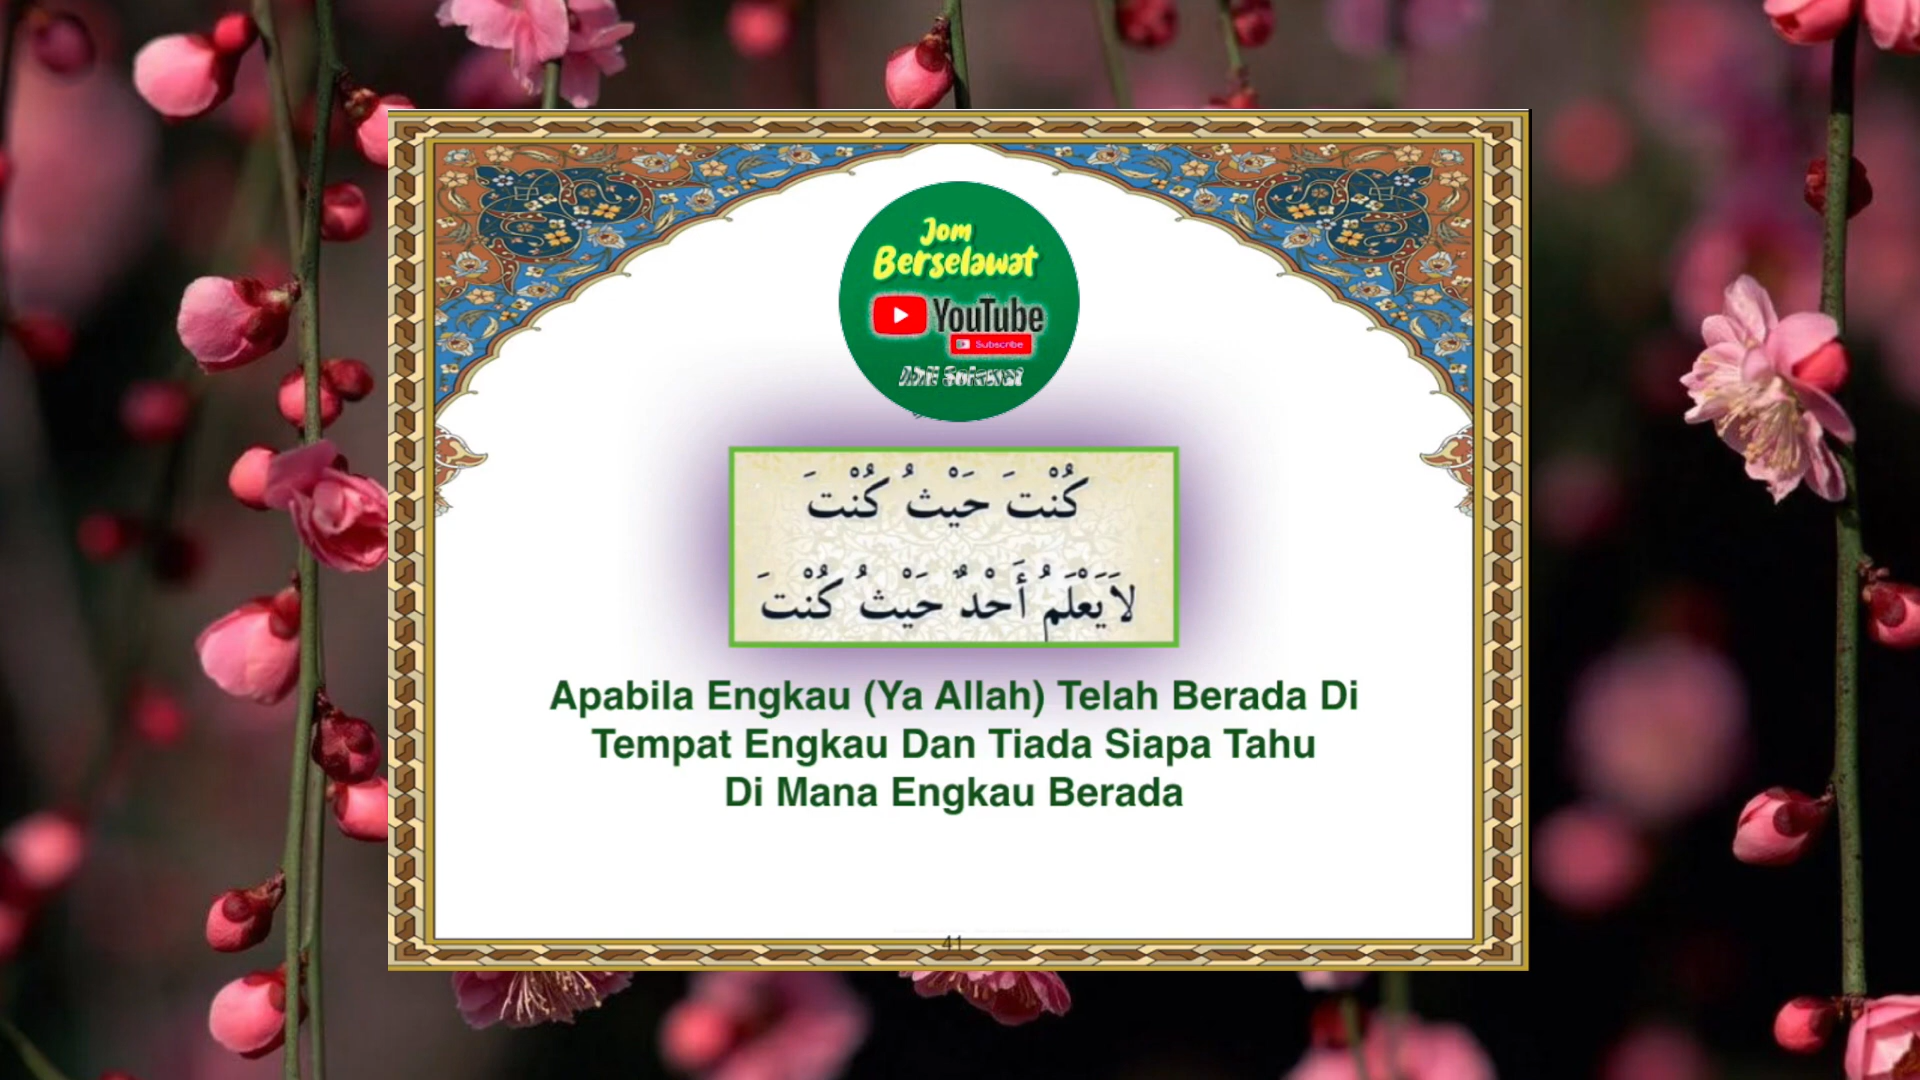 Jom
Berselawat
YouTube
Subscribe
كُنْتَ حَيْثُ كُنْتَ
لاَيَعْلَمُ أَحْدٌ حَيْثُ كُنْتَ
Apabila Engkau (Ya Allah) Telah Berada Di
Tempat Engkau Dan Tiada Siapa Tahu
Di Mana Engkau Berada
41